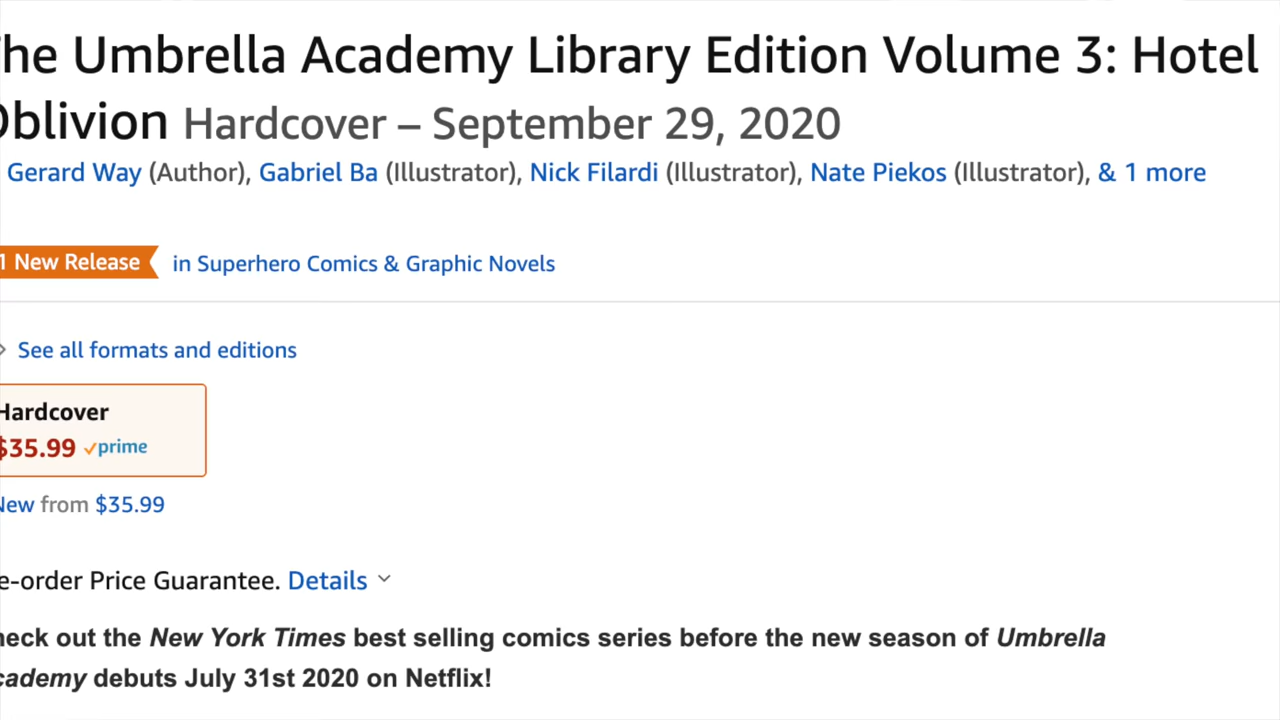 he Umbrella Academy Library Edition Volume 3: Hotel
Oblivion Hardcover – September 29, 2020
Gerard Way (Author), Gabriel Ba (Illustrator), Nick Filardi (Illustrator), Nate Piekos (Illustrator), & 1 more
1 New Release in Superhero Comics & Graphic Novels
See all formats and editions
Hardcover
$35.99 prime
New from $35.99
e-order Price Guarantee. Details
heck out the New York Times best selling comics series before the new season of Umbrella
cademy debuts July 31st 2020 on Netflix!